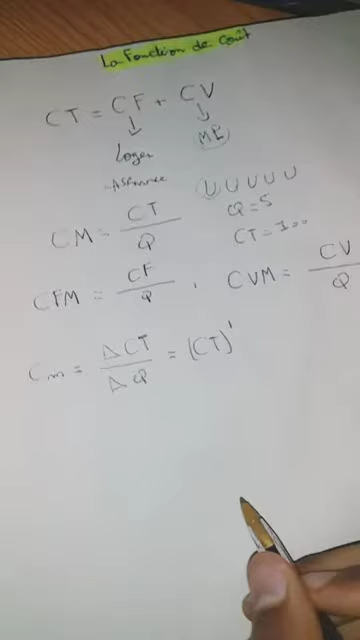 La Fonction de Coût
CT = CF + CV
Loyer MP
- Assurance
U U U U U
CM = CT / Q
Q = 5
CT = 100
CFM = CF / Q , CVM = CV / Q
Cm = ΔCT / ΔQ = (CT)'